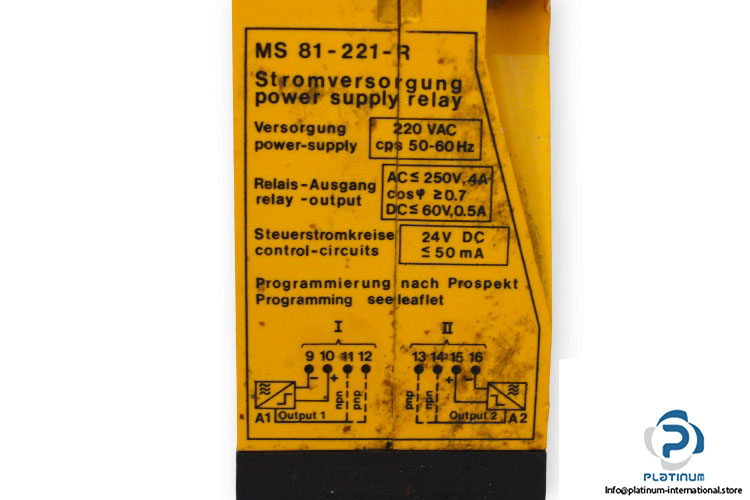 MS 81-221-R
Stromversorgung
power supply relay
Versorgung
power-supply
220 VAC
cps 50-60Hz
Relais-Ausgang
relay -output
AC ≤ 250V, 4A
cos φ ≥ 0.7
DC ≤ 60V, 0.5A
Steuerstromkreise
control-circuits
24V DC
≤ 50 mA
Programmierung nach Prospekt
Programming see leaflet
I II
9 10 11 12 13 14 15 16
- + + -
npn pnp pnp npn
A1 Output 1 Output 2 A2
PLATINUM
Info@platinum-international.store